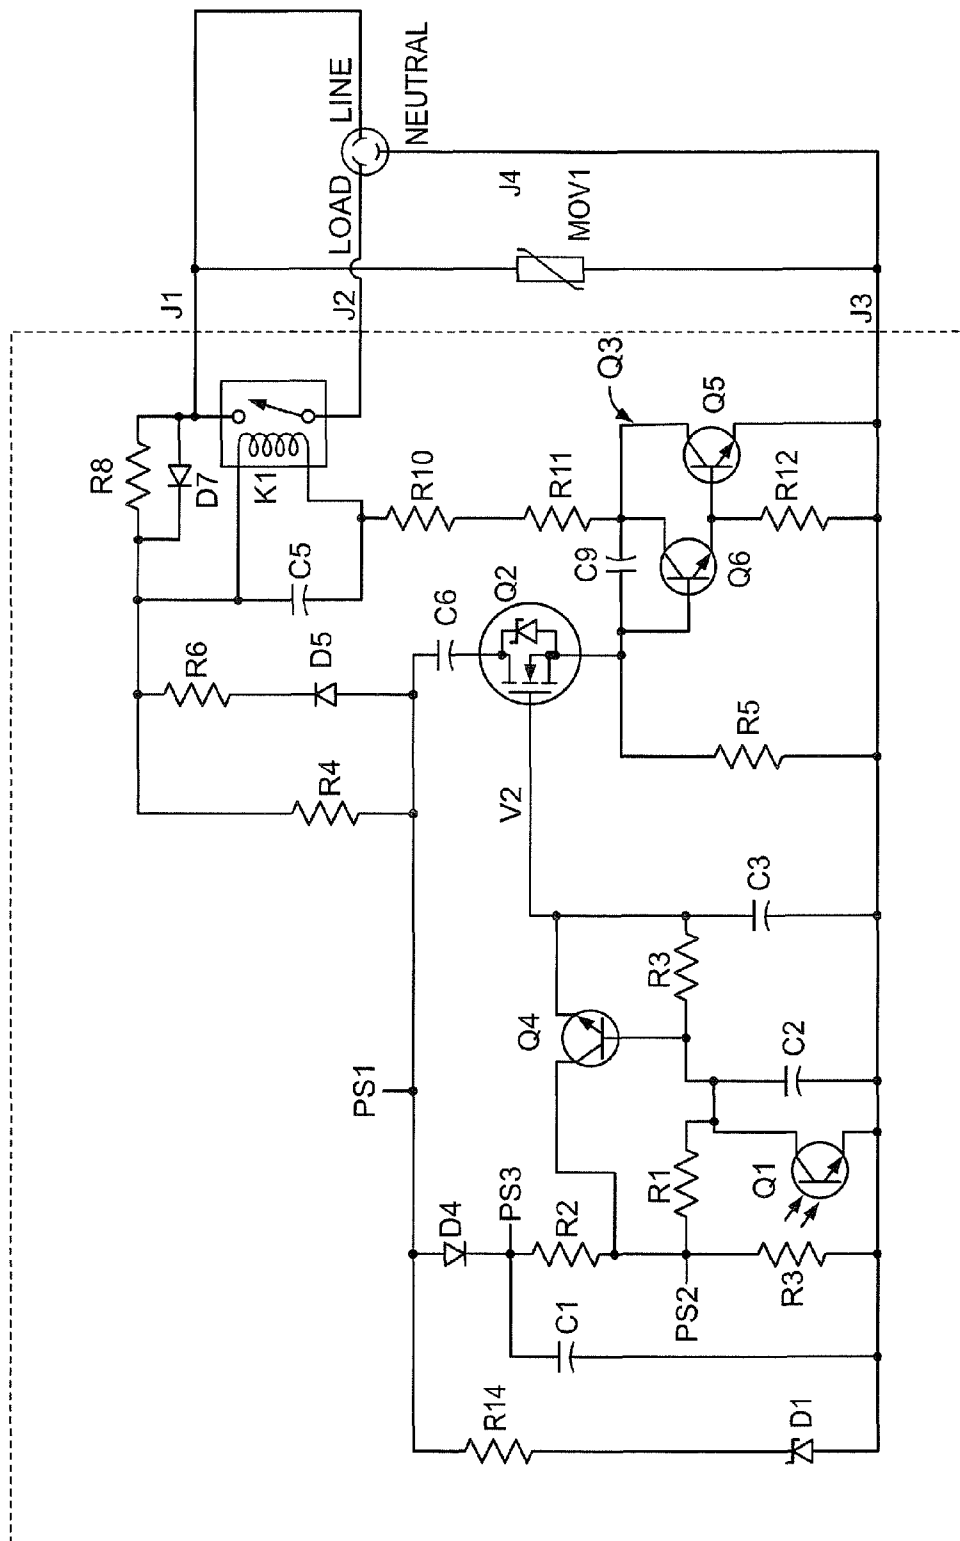 LINE
NEUTRAL
LOAD
J4
MOV1
J1
J2
J3
Q3
R8
D7
K1
R10
R11
Q5
R12
C5
C9
Q6
R6
D5
C6
Q2
R4
R5
V2
C3
R3
Q4
C2
PS1
D4
PS3
R2
R1
Q1
PS2
R3
C1
R14
D1